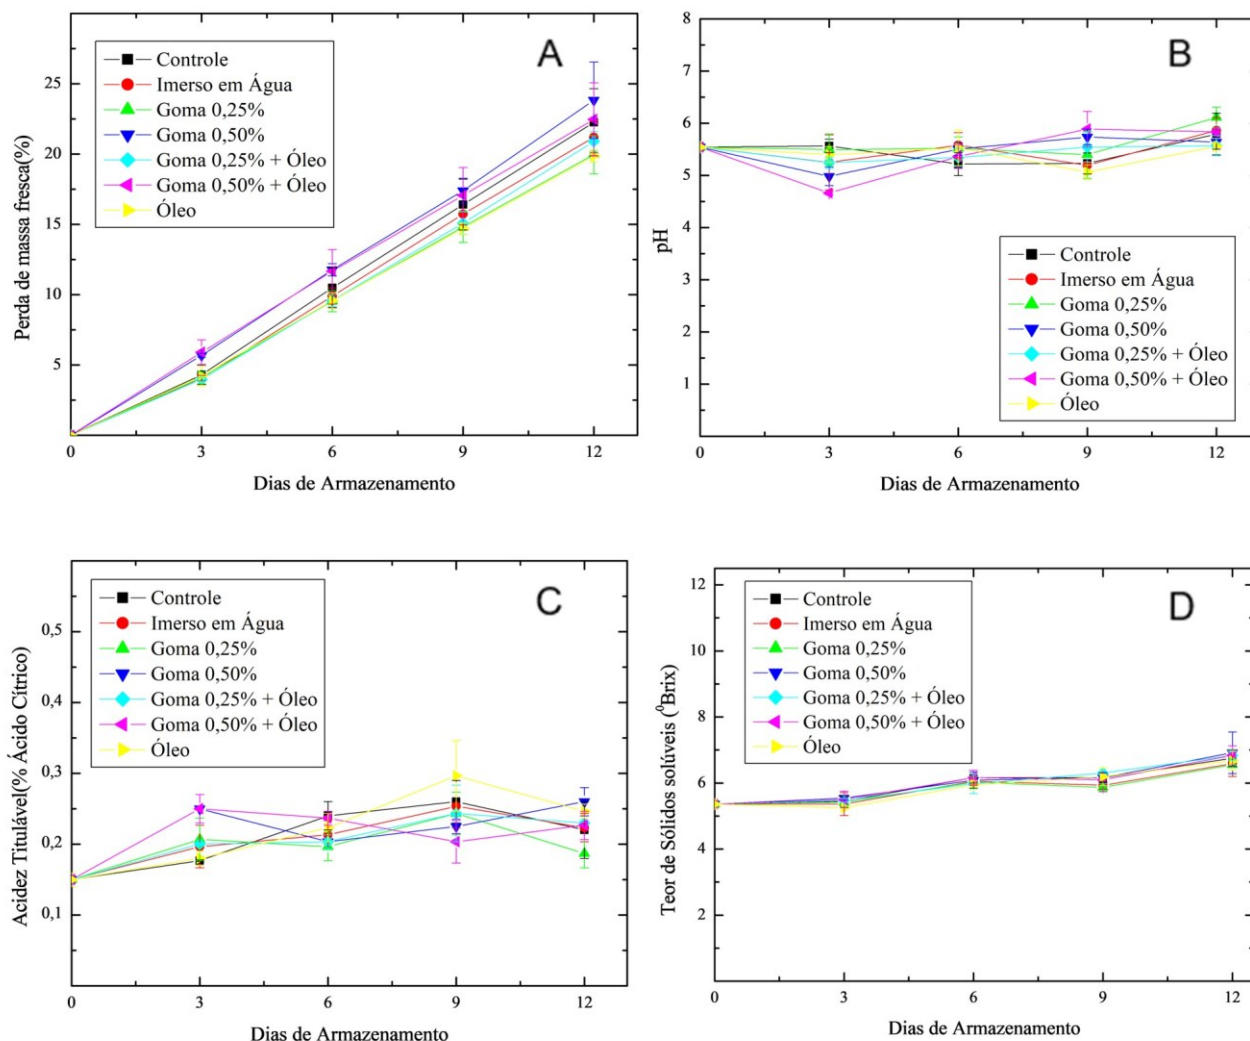 A
Controle
Imerso em Água
Goma 0,25%
Goma 0,50%
Goma 0,25% + Óleo
Goma 0,50% + Óleo
Óleo
Perda de massa fresca(%)
25
20
15
10
5
0 3 6 9 12
Dias de Armazenamento
B
8
7
6
5
4
3
2
1
pH
Controle
Imerso em Água
Goma 0,25%
Goma 0,50%
Goma 0,25% + Óleo
Goma 0,50% + Óleo
Óleo
0 3 6 9 12
Dias de Armazenamento
C
Controle
Imerso em Água
Goma 0,25%
Goma 0,50%
Goma 0,25% + Óleo
Goma 0,50% + Óleo
Óleo
Acidez Titulável(% Ácido Cítrico)
0,5
0,4
0,3
0,2
0,1
0 3 6 9 12
Dias de Armazenamento
D
Controle
Imerso em Água
Goma 0,25%
Goma 0,50%
Goma 0,25% + Óleo
Goma 0,50% + Óleo
Óleo
Teor de Sólidos solúveis (⁰Brix)
12
10
8
6
4
2
0 3 6 9 12
Dias de Armazenamento